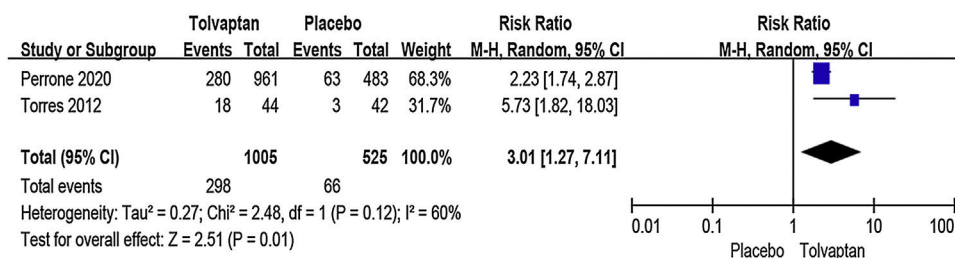 Tolvaptan Placebo Risk Ratio Risk Ratio
Study or Subgroup Events Total Events Total Weight M-H, Random, 95% CI M-H, Random, 95% CI
Perrone 2020 280 961 63 483 68.3% 2.23 [1.74, 2.87]
Torres 2012 18 44 3 42 31.7% 5.73 [1.82, 18.03]
Total (95% CI) 1005 525 100.0% 3.01 [1.27, 7.11]
Total events 298 66
Heterogeneity: Tau² = 0.27; Chi² = 2.48, df = 1 (P = 0.12); I² = 60%
Test for overall effect: Z = 2.51 (P = 0.01)
0.01 0.1 1 10 100
Placebo Tolvaptan